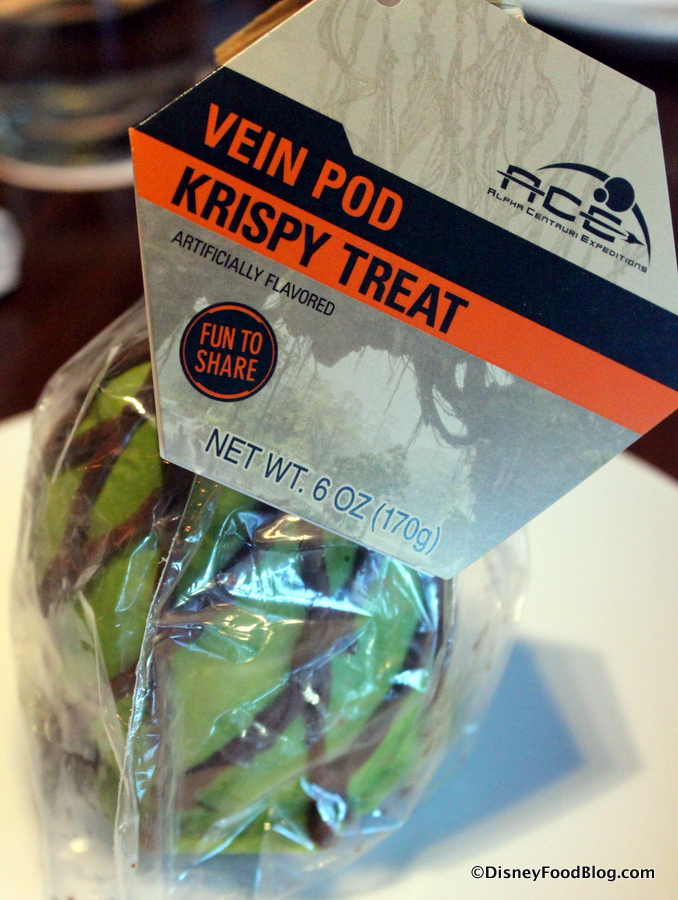 VEIN POD
KRISPY TREAT
ARTIFICIALLY FLAVORED
ACE
ALPHA CENTAURI EXPEDITIONS
FUN TO
SHARE
NET WT. 6 OZ (170g)
©DisneyFoodBlog.com